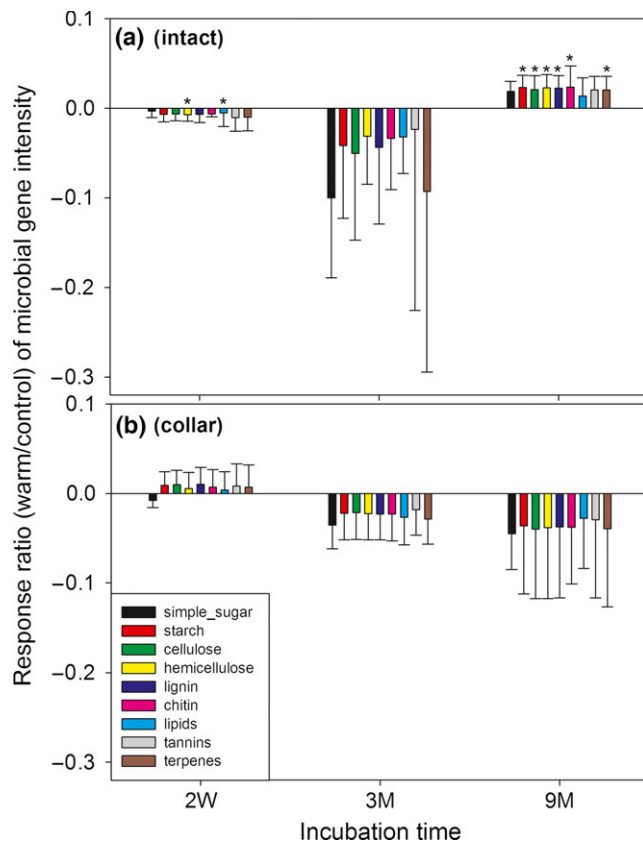 Response ratio (warm/control) of microbial gene intensity
(a) (intact)
0.1
0.0
−0.1
−0.2
−0.3
* * * * * * * *
(b) (collar)
0.1
0.0
−0.1
−0.2
−0.3
simple_sugar
starch
cellulose
hemicellulose
lignin
chitin
lipids
tannins
terpenes
2W 3M 9M
Incubation time